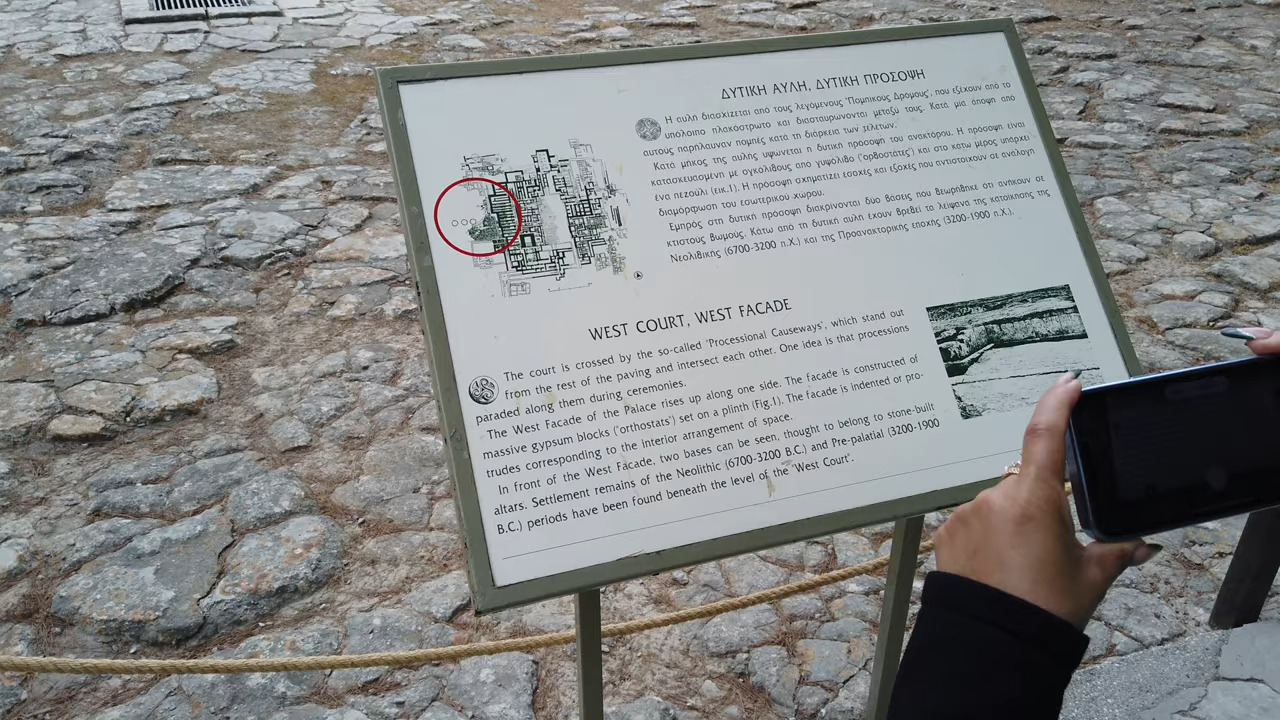 ΔΥΤΙΚΗ ΑΥΛΗ, ΔΥΤΙΚΗ ΠΡΟΣΟΨΗ
Η αυλή διασχίζεται από τους λεγόμενους 'Πομπικούς Δρόμους', που εξέχουν από το
υπόλοιπο πλακόστρωτο και διασταυρώνονται μεταξύ τους. Κατά μία άποψη από
αυτούς παρήλαυναν πομπές κατά τη διάρκεια των τελετών.
Κατά μήκος της αυλής υψώνεται η δυτική πρόσοψη του ανακτόρου. Η πρόσοψη είναι
κατασκευασμένη με ογκόλιθους από γυψόλιθο ('ορθοστάτες') και στο κάτω μέρος υπάρχει
ένα πεζούλι (εικ.1). Η πρόσοψη σχηματίζει εσοχές και εξοχές που αντιστοιχούν σε ανάλογη
διαμόρφωση του εσωτερικού χώρου.
Εμπρός στη δυτική πρόσοψη διακρίνονται δύο βάσεις που θεωρήθηκε ότι ανήκουν σε
κτιστούς βωμούς. Κάτω από τη δυτική αυλή έχουν βρεθεί τα λείψανα της κατοίκησης της
Νεολιθικής (6700-3200 π.Χ.) και της Προανακτορικής εποχής (3200-1900 π.Χ.).
WEST COURT, WEST FACADE
The court is crossed by the so-called 'Processional Causeways', which stand out
from the rest of the paving and intersect each other. One idea is that processions
paraded along them during ceremonies.
The West Facade of the Palace rises up along one side. The facade is constructed of
massive gypsum blocks ('orthostats') set on a plinth (Fig.1). The facade is indented or pro-
trudes corresponding to the interior arrangement of space.
In front of the West Facade, two bases can be seen, thought to belong to stone-built
altars. Settlement remains of the Neolithic (6700-3200 B.C.) and Pre-palatial (3200-1900
B.C.) periods have been found beneath the level of the 'West Court'.